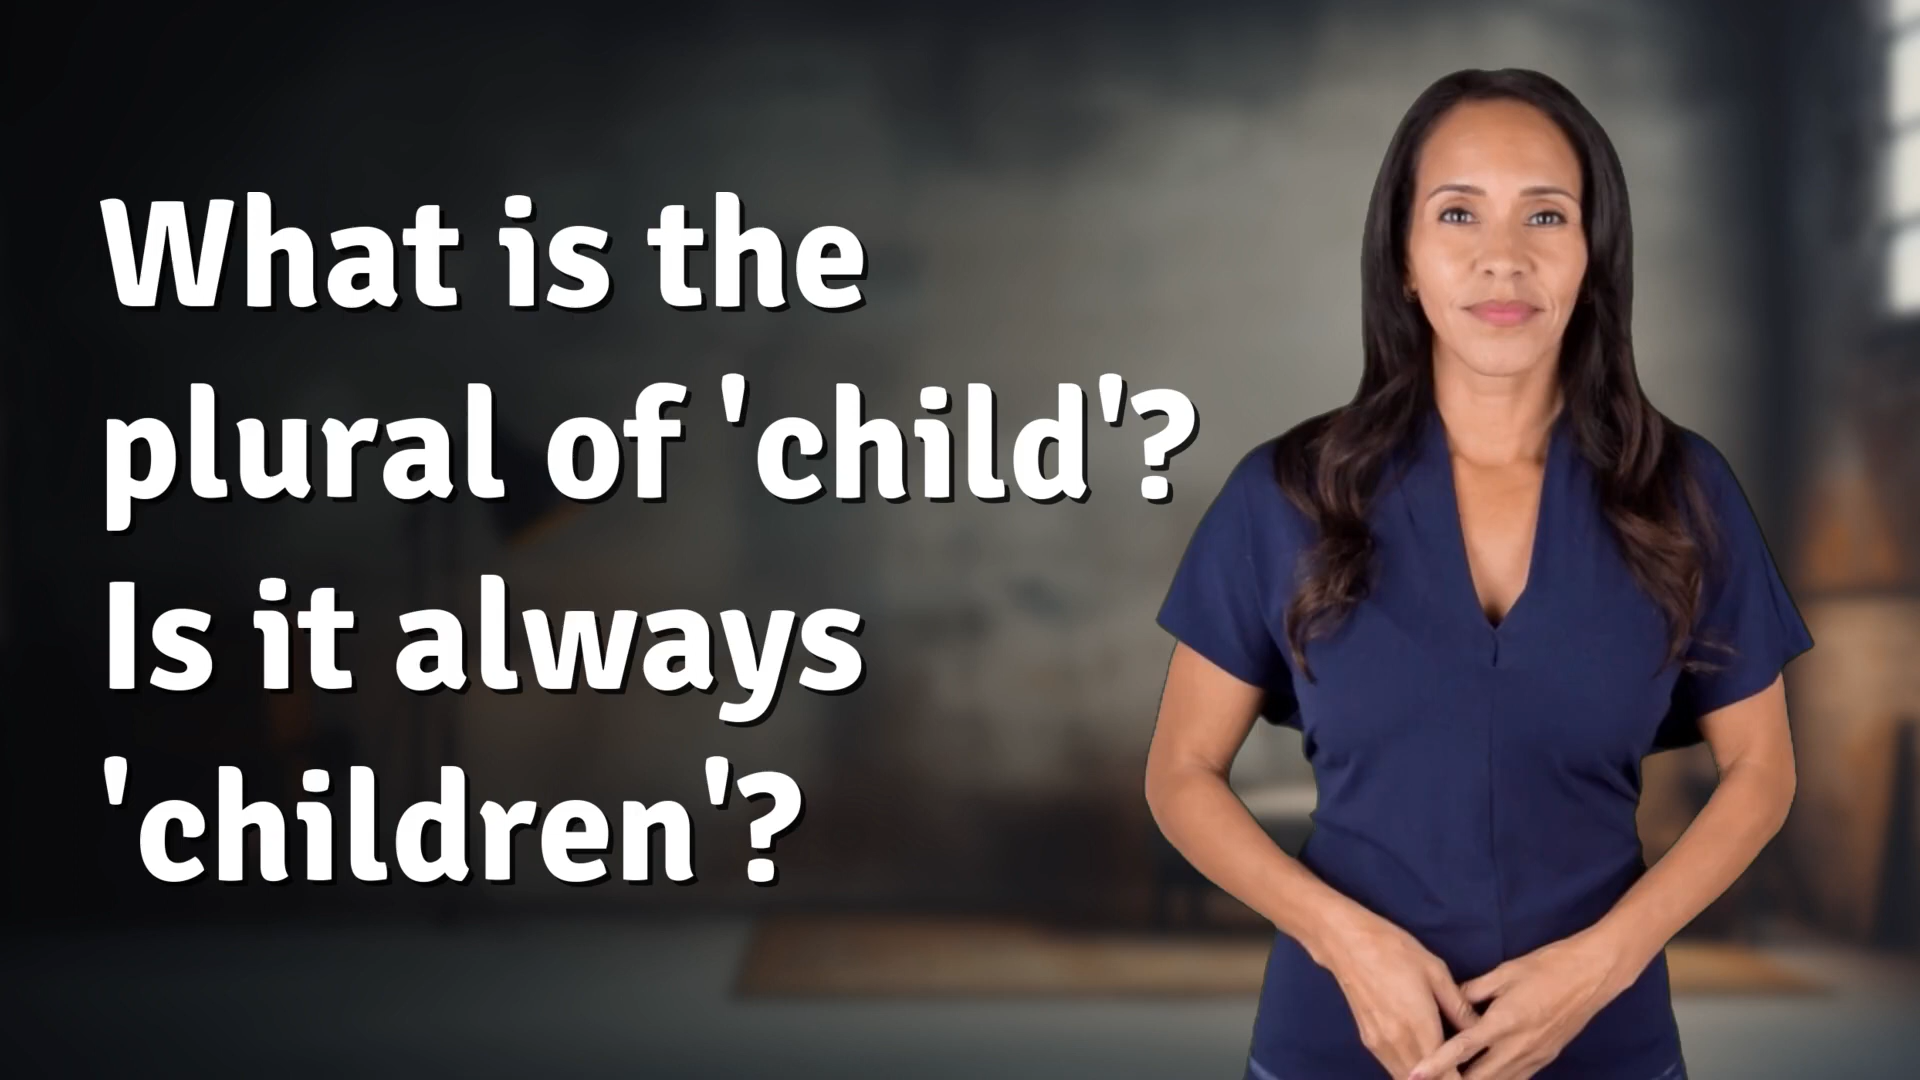 What is the
plural of 'child'?
Is it always
'children'?